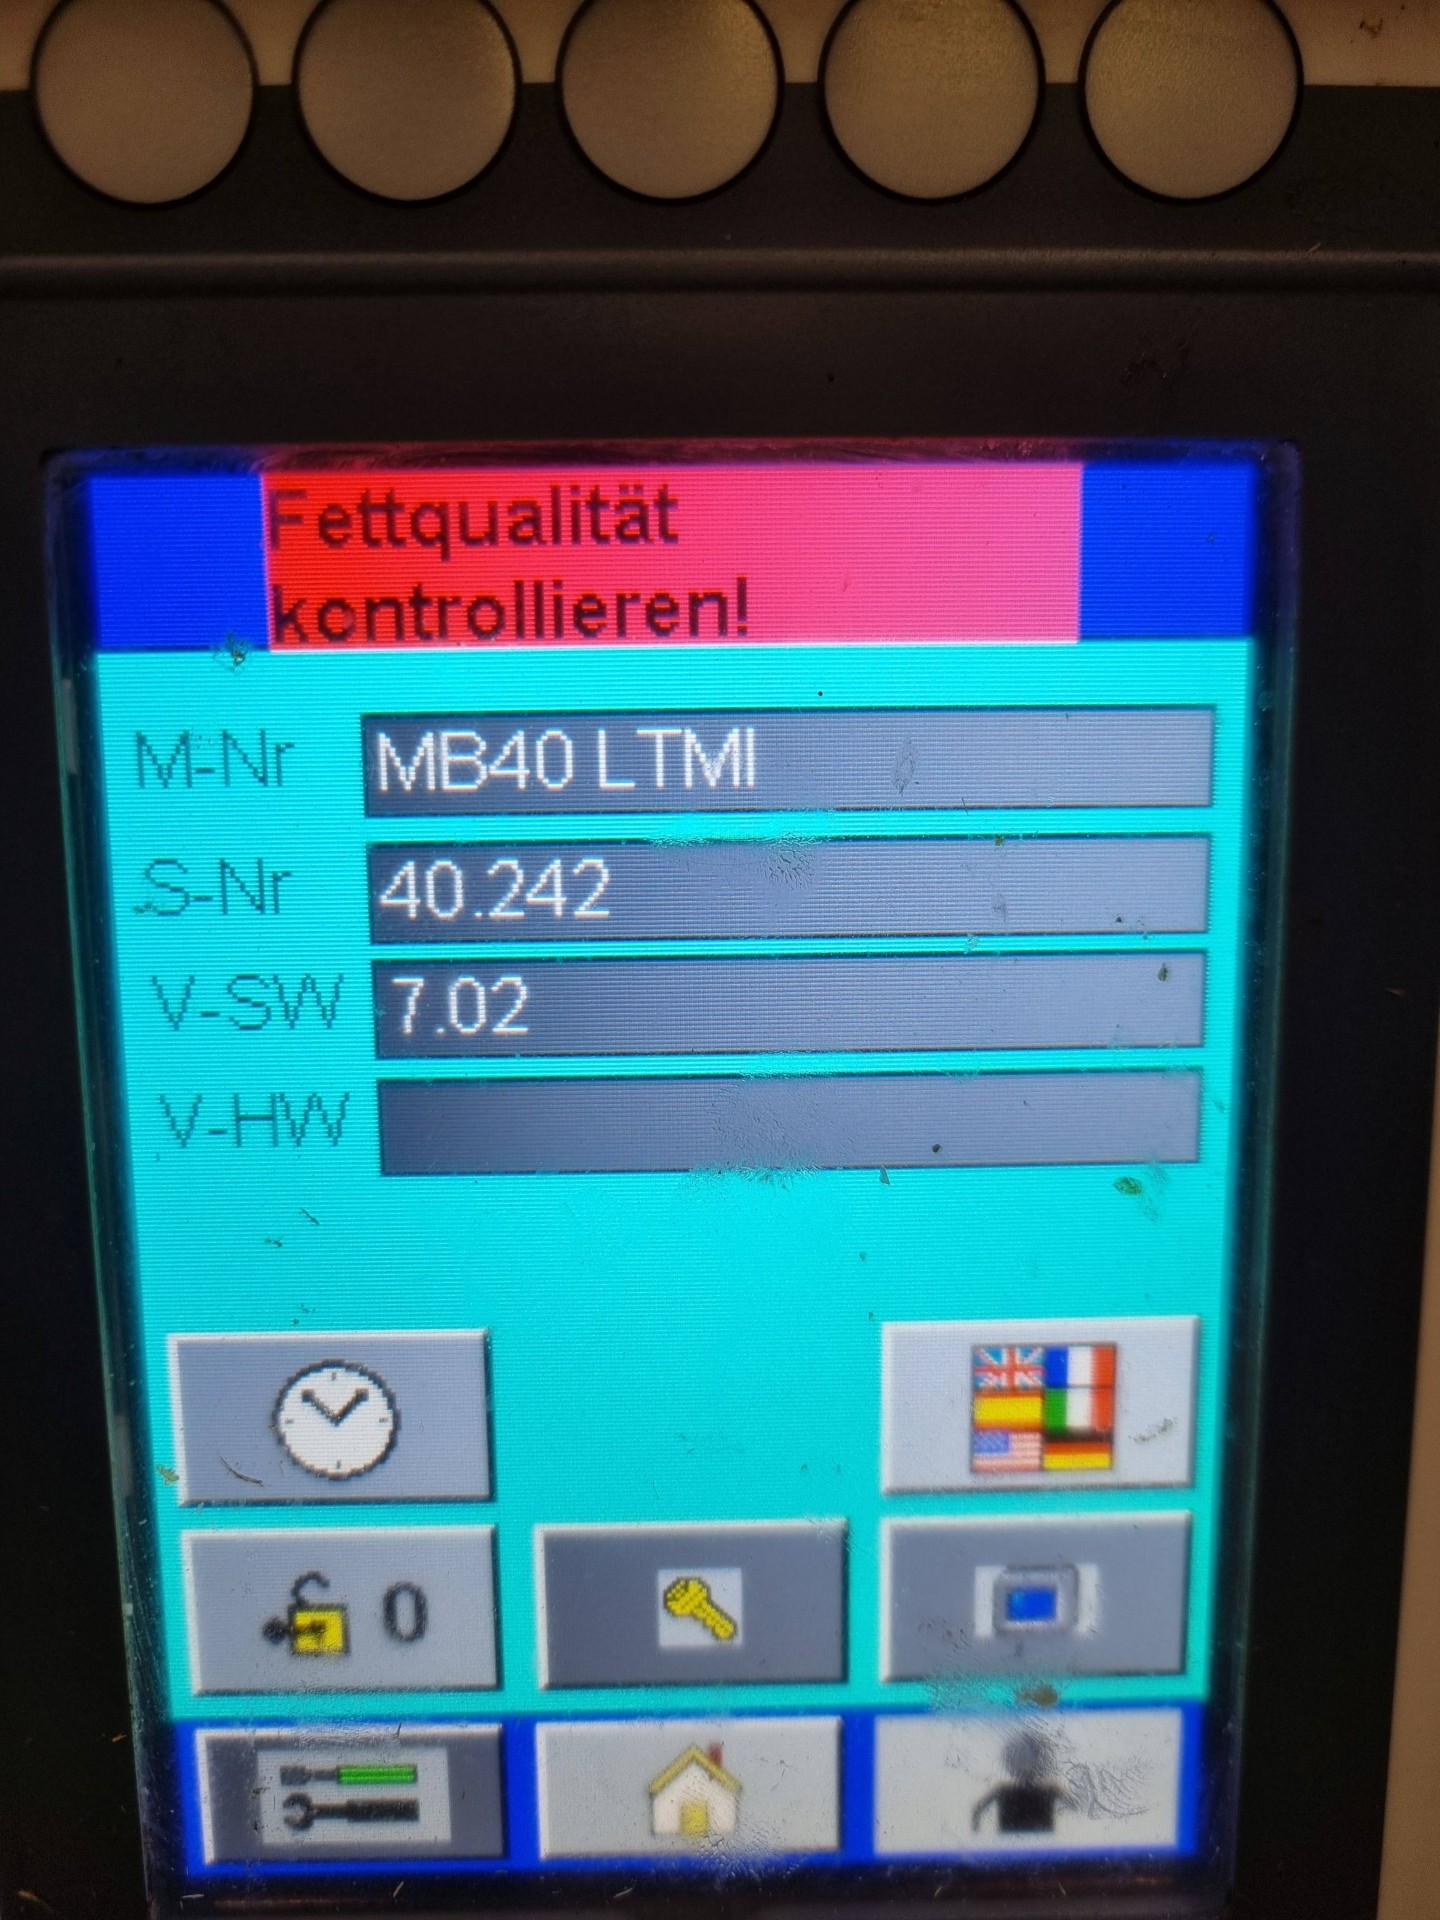 Fettqualität
kontrollieren!
M-Nr MB40 LTMI
S-Nr 40.242
V-SW 7.02
V-HW
0